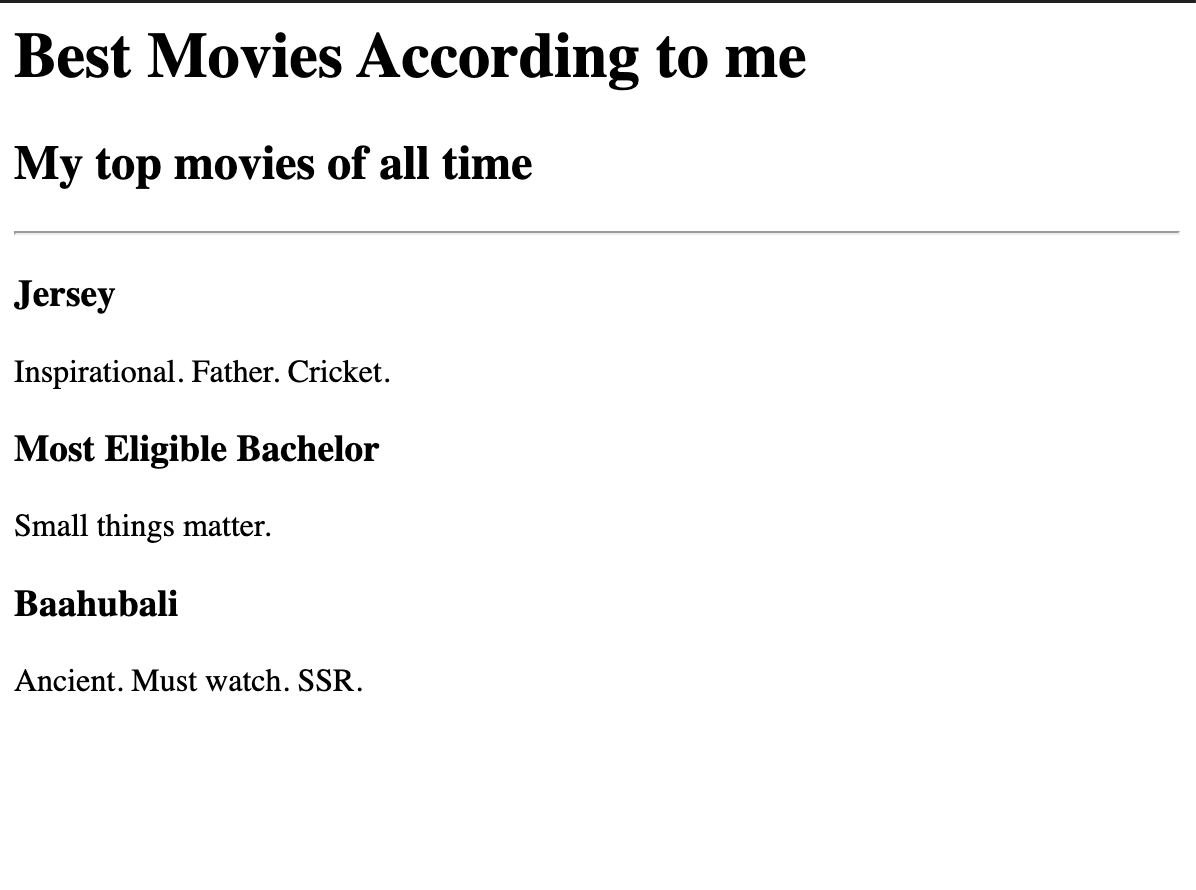 Best Movies According to me
My top movies of all time
Jersey
Inspirational. Father. Cricket.
Most Eligible Bachelor
Small things matter.
Baahubali
Ancient. Must watch. SSR.